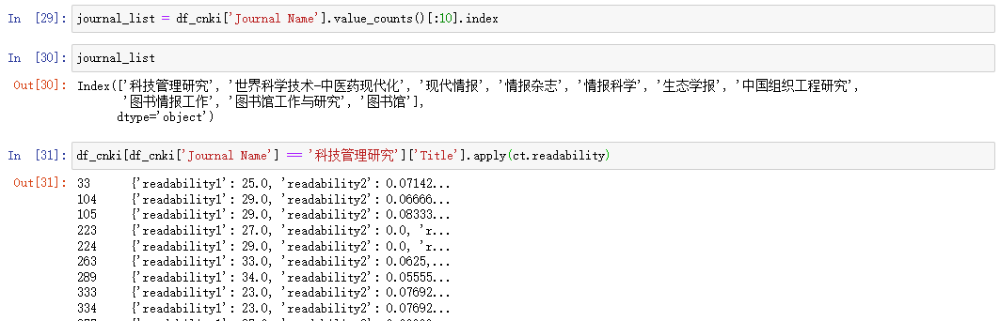 In [29]: journal_list = df_cnki['Journal Name'].value_counts()[:10].index
In [30]: journal_list
Out[30]: Index(['科技管理研究', '世界科学技术-中医药现代化', '现代情报', '情报杂志', '情报科学', '生态学报', '中国组织工程研究',
'图书情报工作', '图书馆工作与研究', '图书馆'],
dtype='object')
In [31]: df_cnki[df_cnki['Journal Name'] == '科技管理研究']['Title'].apply(ct.readability)
Out[31]: 33 {'readability1': 25.0, 'readability2': 0.07142...
104 {'readability1': 29.0, 'readability2': 0.06666...
105 {'readability1': 29.0, 'readability2': 0.08333...
223 {'readability1': 27.0, 'readability2': 0.0, 'r...
224 {'readability1': 29.0, 'readability2': 0.0, 'r...
263 {'readability1': 33.0, 'readability2': 0.0625,...
289 {'readability1': 34.0, 'readability2': 0.05555...
333 {'readability1': 23.0, 'readability2': 0.07692...
334 {'readability1': 23.0, 'readability2': 0.07692...